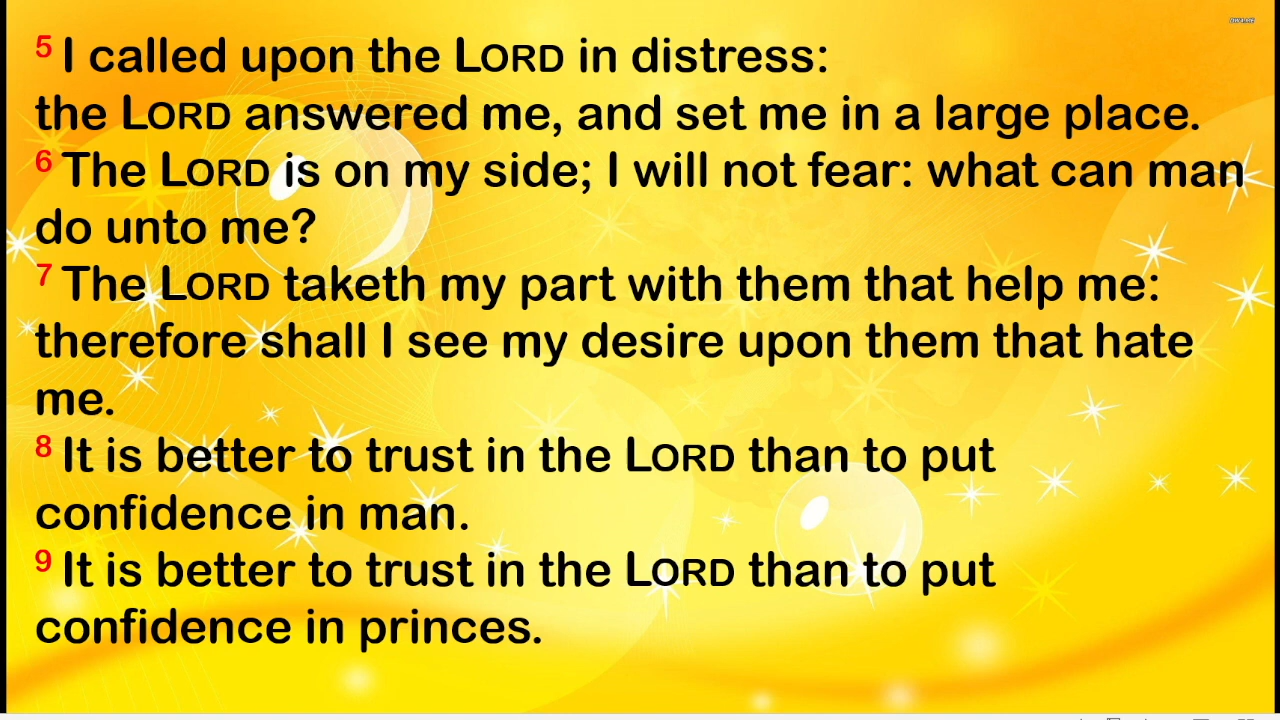 5 I called upon the LORD in distress:
the LORD answered me, and set me in a large place.
6 The LORD is on my side; I will not fear: what can man
do unto me?
7 The LORD taketh my part with them that help me:
therefore shall I see my desire upon them that hate
me.
8 It is better to trust in the LORD than to put
confidence in man.
9 It is better to trust in the LORD than to put
confidence in princes.